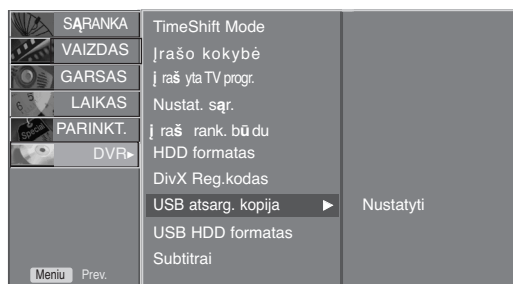 SĄRANKA
VAIZDAS
GARSAS
LAIKAS
PARINKT.
DVR
Meniu Prev.
TimeShift Mode
Įrašo kokybė
įrašyta TV progr.
Nustat. sąr.
įraš rank. būdu
HDD formatas
DivX Reg.kodas
USB atsarg. kopija
USB HDD formatas
Subtitrai
Nustatyti